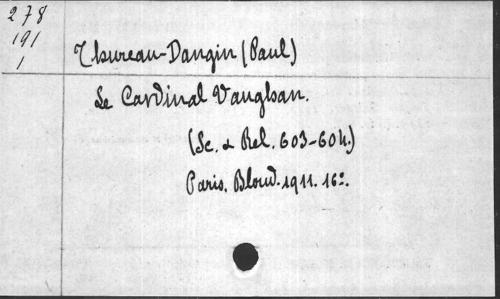 278
191
1
Thureau-Dangin (Paul)
Le Cardinal Vaughan.
(Sc. & Rel. 603-604.)
Paris, Bloud. 1911. 16°.